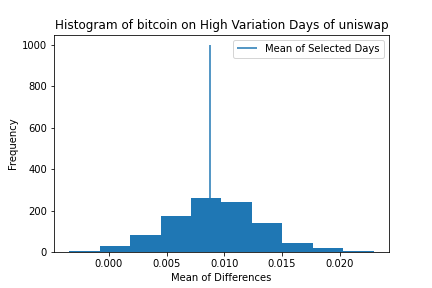 Histogram of bitcoin on High Variation Days of uniswap
Mean of Selected Days
1000
800
600
400
200
0
Frequency
0.000 0.005 0.010 0.015 0.020
Mean of Differences